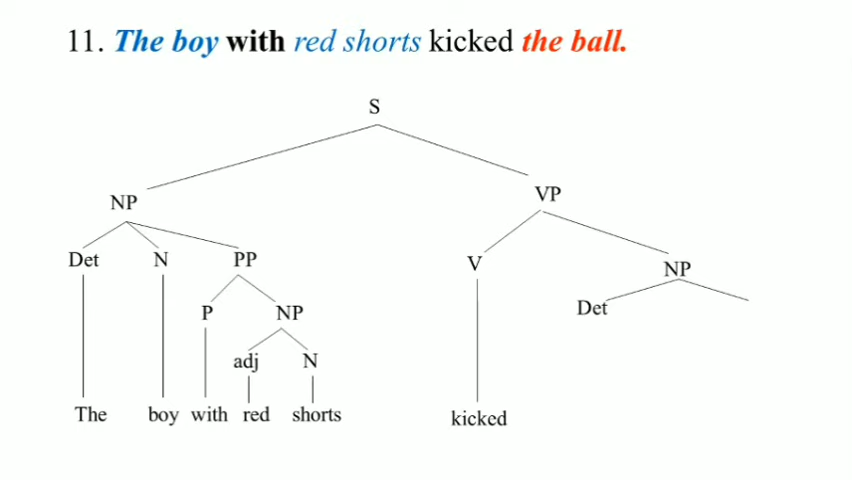 11. The boy with red shorts kicked the ball.
S
NP VP
Det N PP V NP
P NP Det
adj N
The boy with red shorts kicked